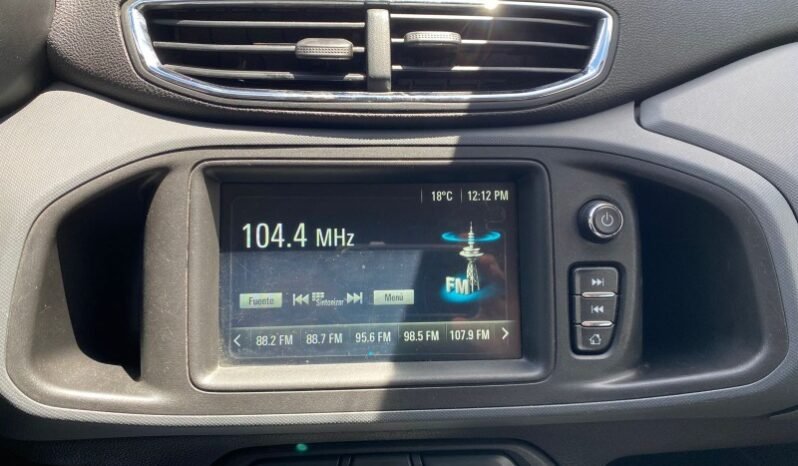 18°C 12:12 PM
104.4 MHz
FM
Fuente Sintonizar Menú
88.2 FM 88.7 FM 95.6 FM 98.5 FM 107.9 FM